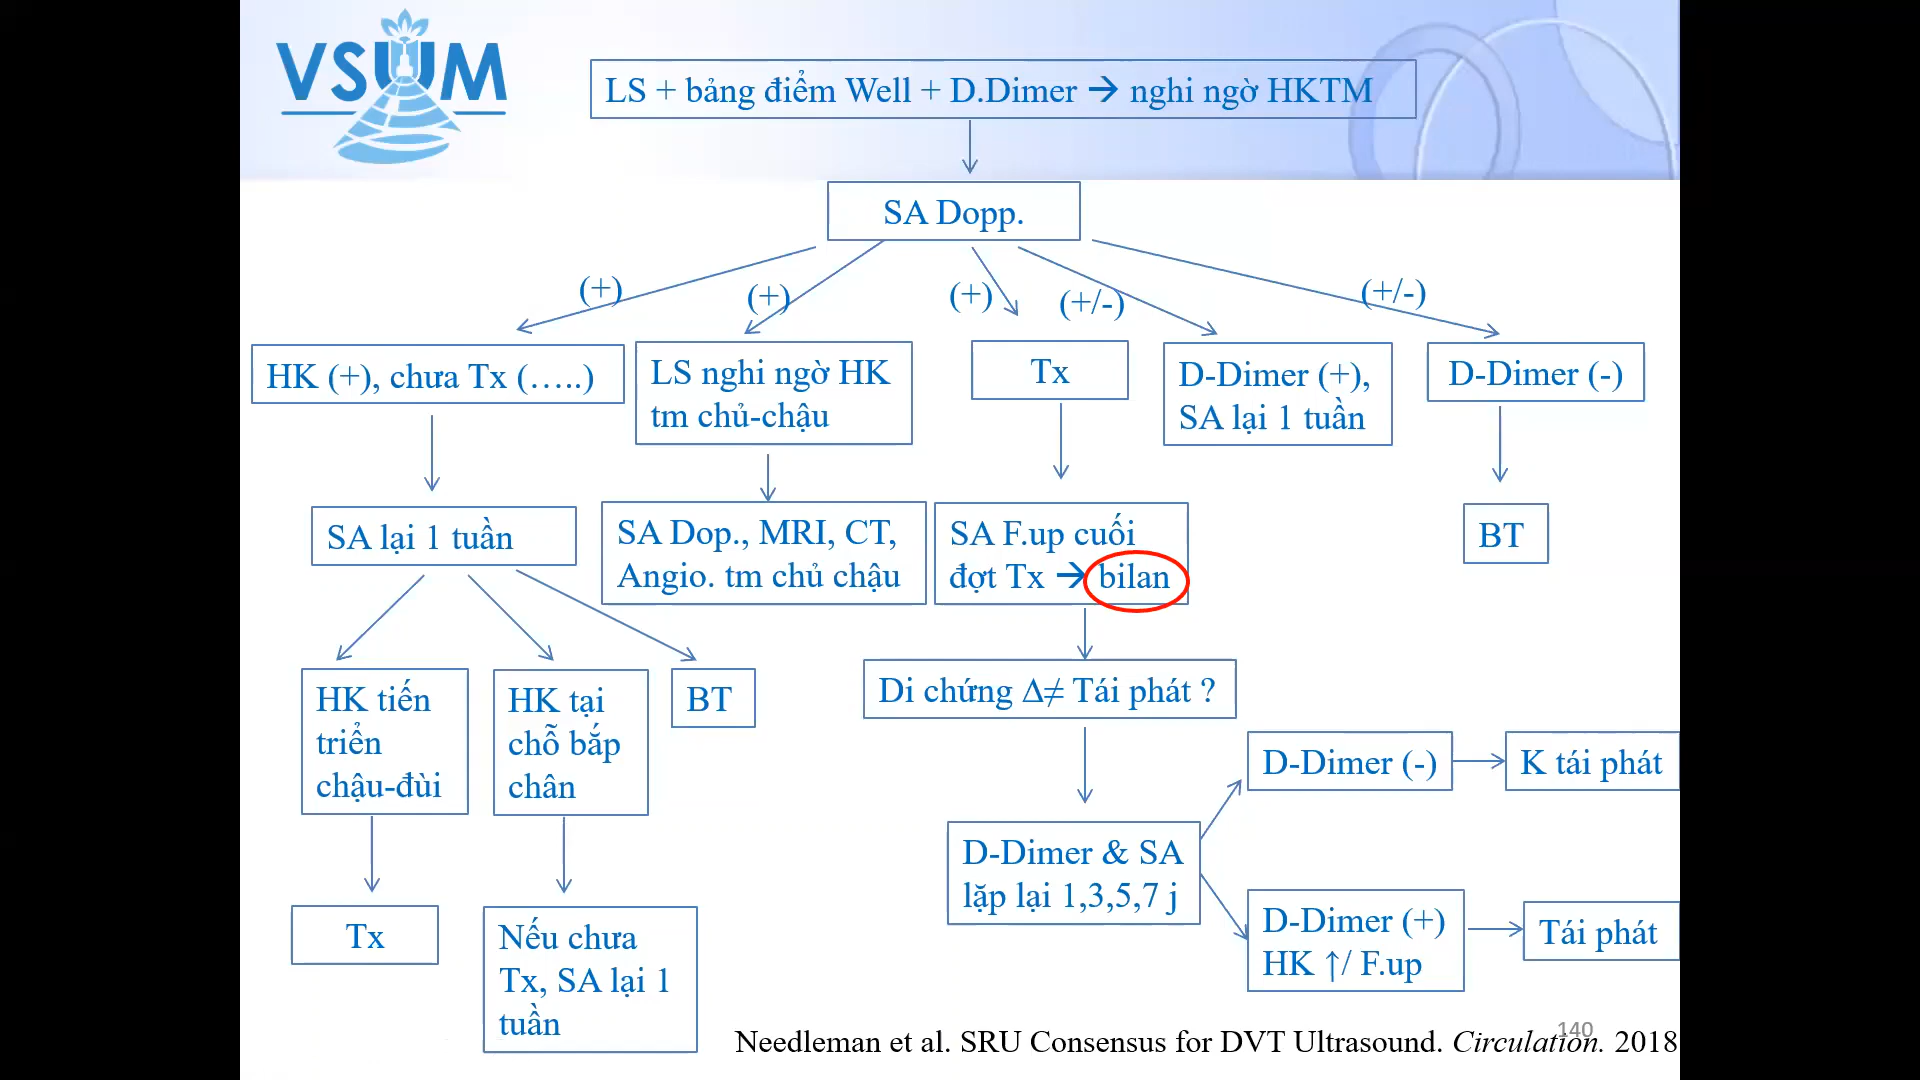 VSUM
LS + bảng điểm Well + D.Dimer → nghi ngờ HKTM
SA Dopp.
(+)
(+)
(+)
(+/-)
(+/-)
HK (+), chưa Tx (…..)
LS nghi ngờ HK
tm chủ-chậu
Tx
D-Dimer (+),
SA lại 1 tuần
D-Dimer (-)
SA lại 1 tuần
SA Dop., MRI, CT,
Angio. tm chủ chậu
SA F.up cuối
đợt Tx → bilan
BT
HK tiến
triển
chậu-đùi
HK tại
chỗ bắp
chân
BT
Di chứng ∆≠ Tái phát ?
D-Dimer (-)
K tái phát
D-Dimer & SA
lặp lại 1,3,5,7 j
D-Dimer (+)
HK ↑/ F.up
Tái phát
Tx
Nếu chưa
Tx, SA lại 1
tuần
Needleman et al. SRU Consensus for DVT Ultrasound. Circulation. 2018
140